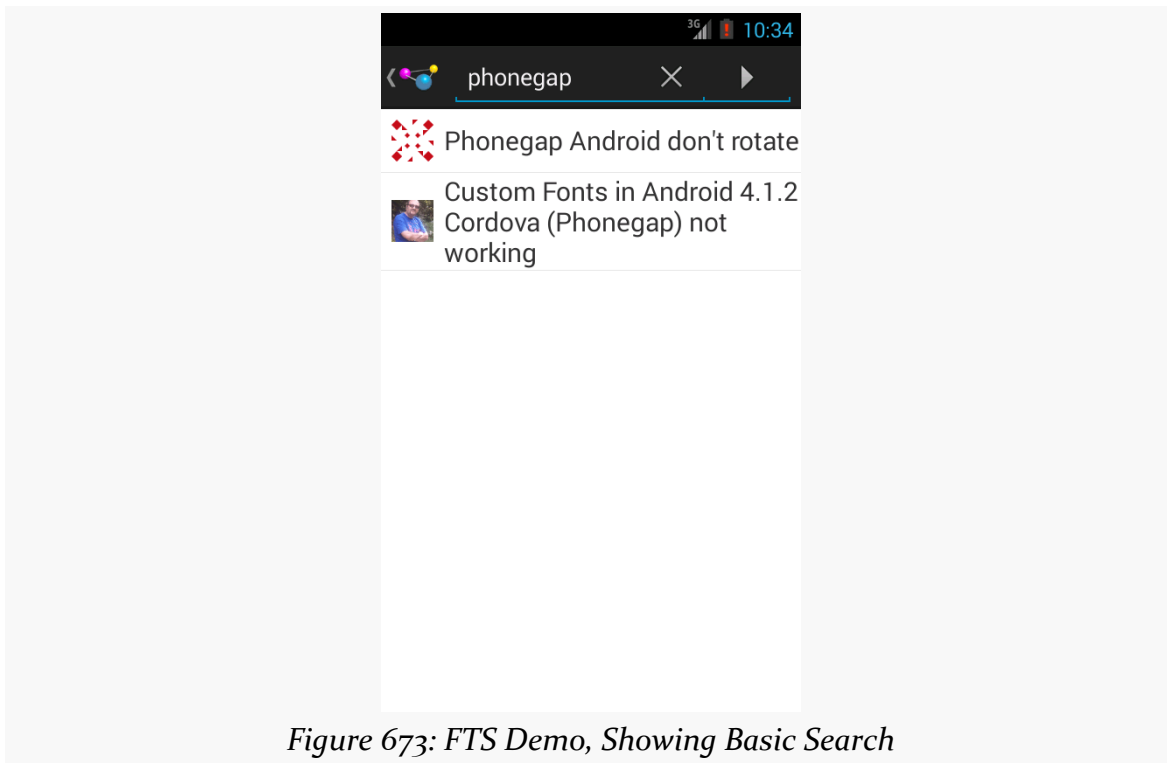 3G
10:34
phonegap
Phonegap Android don't rotate
Custom Fonts in Android 4.1.2
Cordova (Phonegap) not
working
Figure 673: FTS Demo, Showing Basic Search